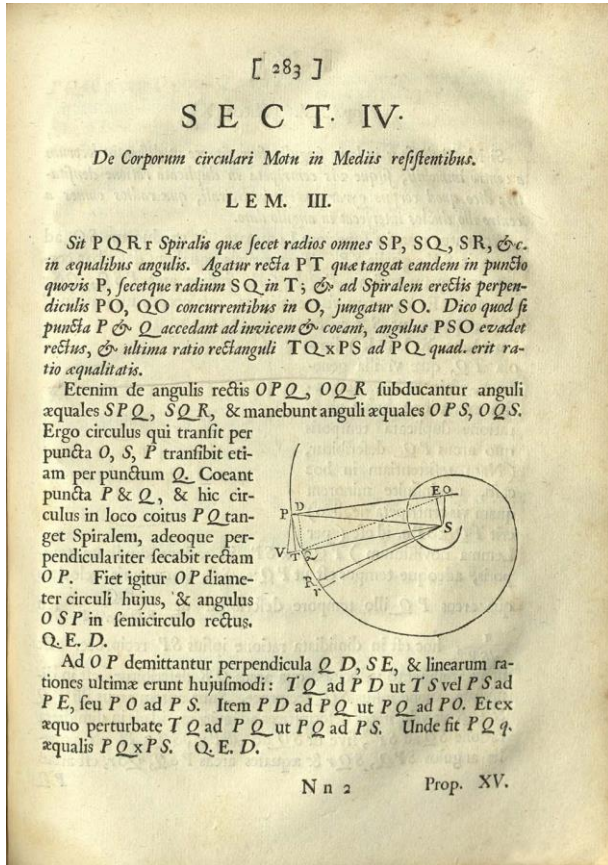 [ 283 ]
SECT. IV.
De Corporum circulari Motu in Mediis resistentibus.
LEM. III.
Sit PQRr Spiralis quæ secet radios omnes SP, SQ, SR, &c.
in æqualibus angulis. Agatur recta PT quæ tangat eandem in puncto
quovis P, secetque radium SQ in T; & ad Spiralem erectis perpen-
diculis PO, QO concurrentibus in O, jungatur SO. Dico quod si
puncta P & Q accedant ad invicem & coeant, angulus PSO evadet
rectus, & ultima ratio rectanguli TQxPS ad PQ quad. erit ra-
tio æqualitatis.
Etenim de angulis rectis OPQ, OQR subducantur anguli
æquales SPQ, SQR, & manebunt anguli æquales OPS, OQS.
Ergo circulus qui transit per
puncta O, S, P transibit eti-
am per punctum Q. Coeant
puncta P & Q, & hic cir-
culus in loco coitus PQ tan-
get Spiralem, adeoque per-
pendiculariter secabit rectam
OP. Fiet igitur OP diame-
ter circuli hujus, & angulus
OSP in semicirculo rectus.
Q. E. D.
E O
P D
S
V T Q
R
r
Ad OP demittantur perpendicula QD, SE, & linearum ra-
tiones ultimæ erunt hujusmodi: TQ ad PD ut TS vel PS ad
PE, seu PO ad PS. Item PD ad PQ ut PQ ad PO. Et ex
æquo perturbate TQ ad PQ ut PQ ad PS. Unde fit PQ q.
æqualis PQ x PS. Q. E. D.
Nn 2
Prop. XV.